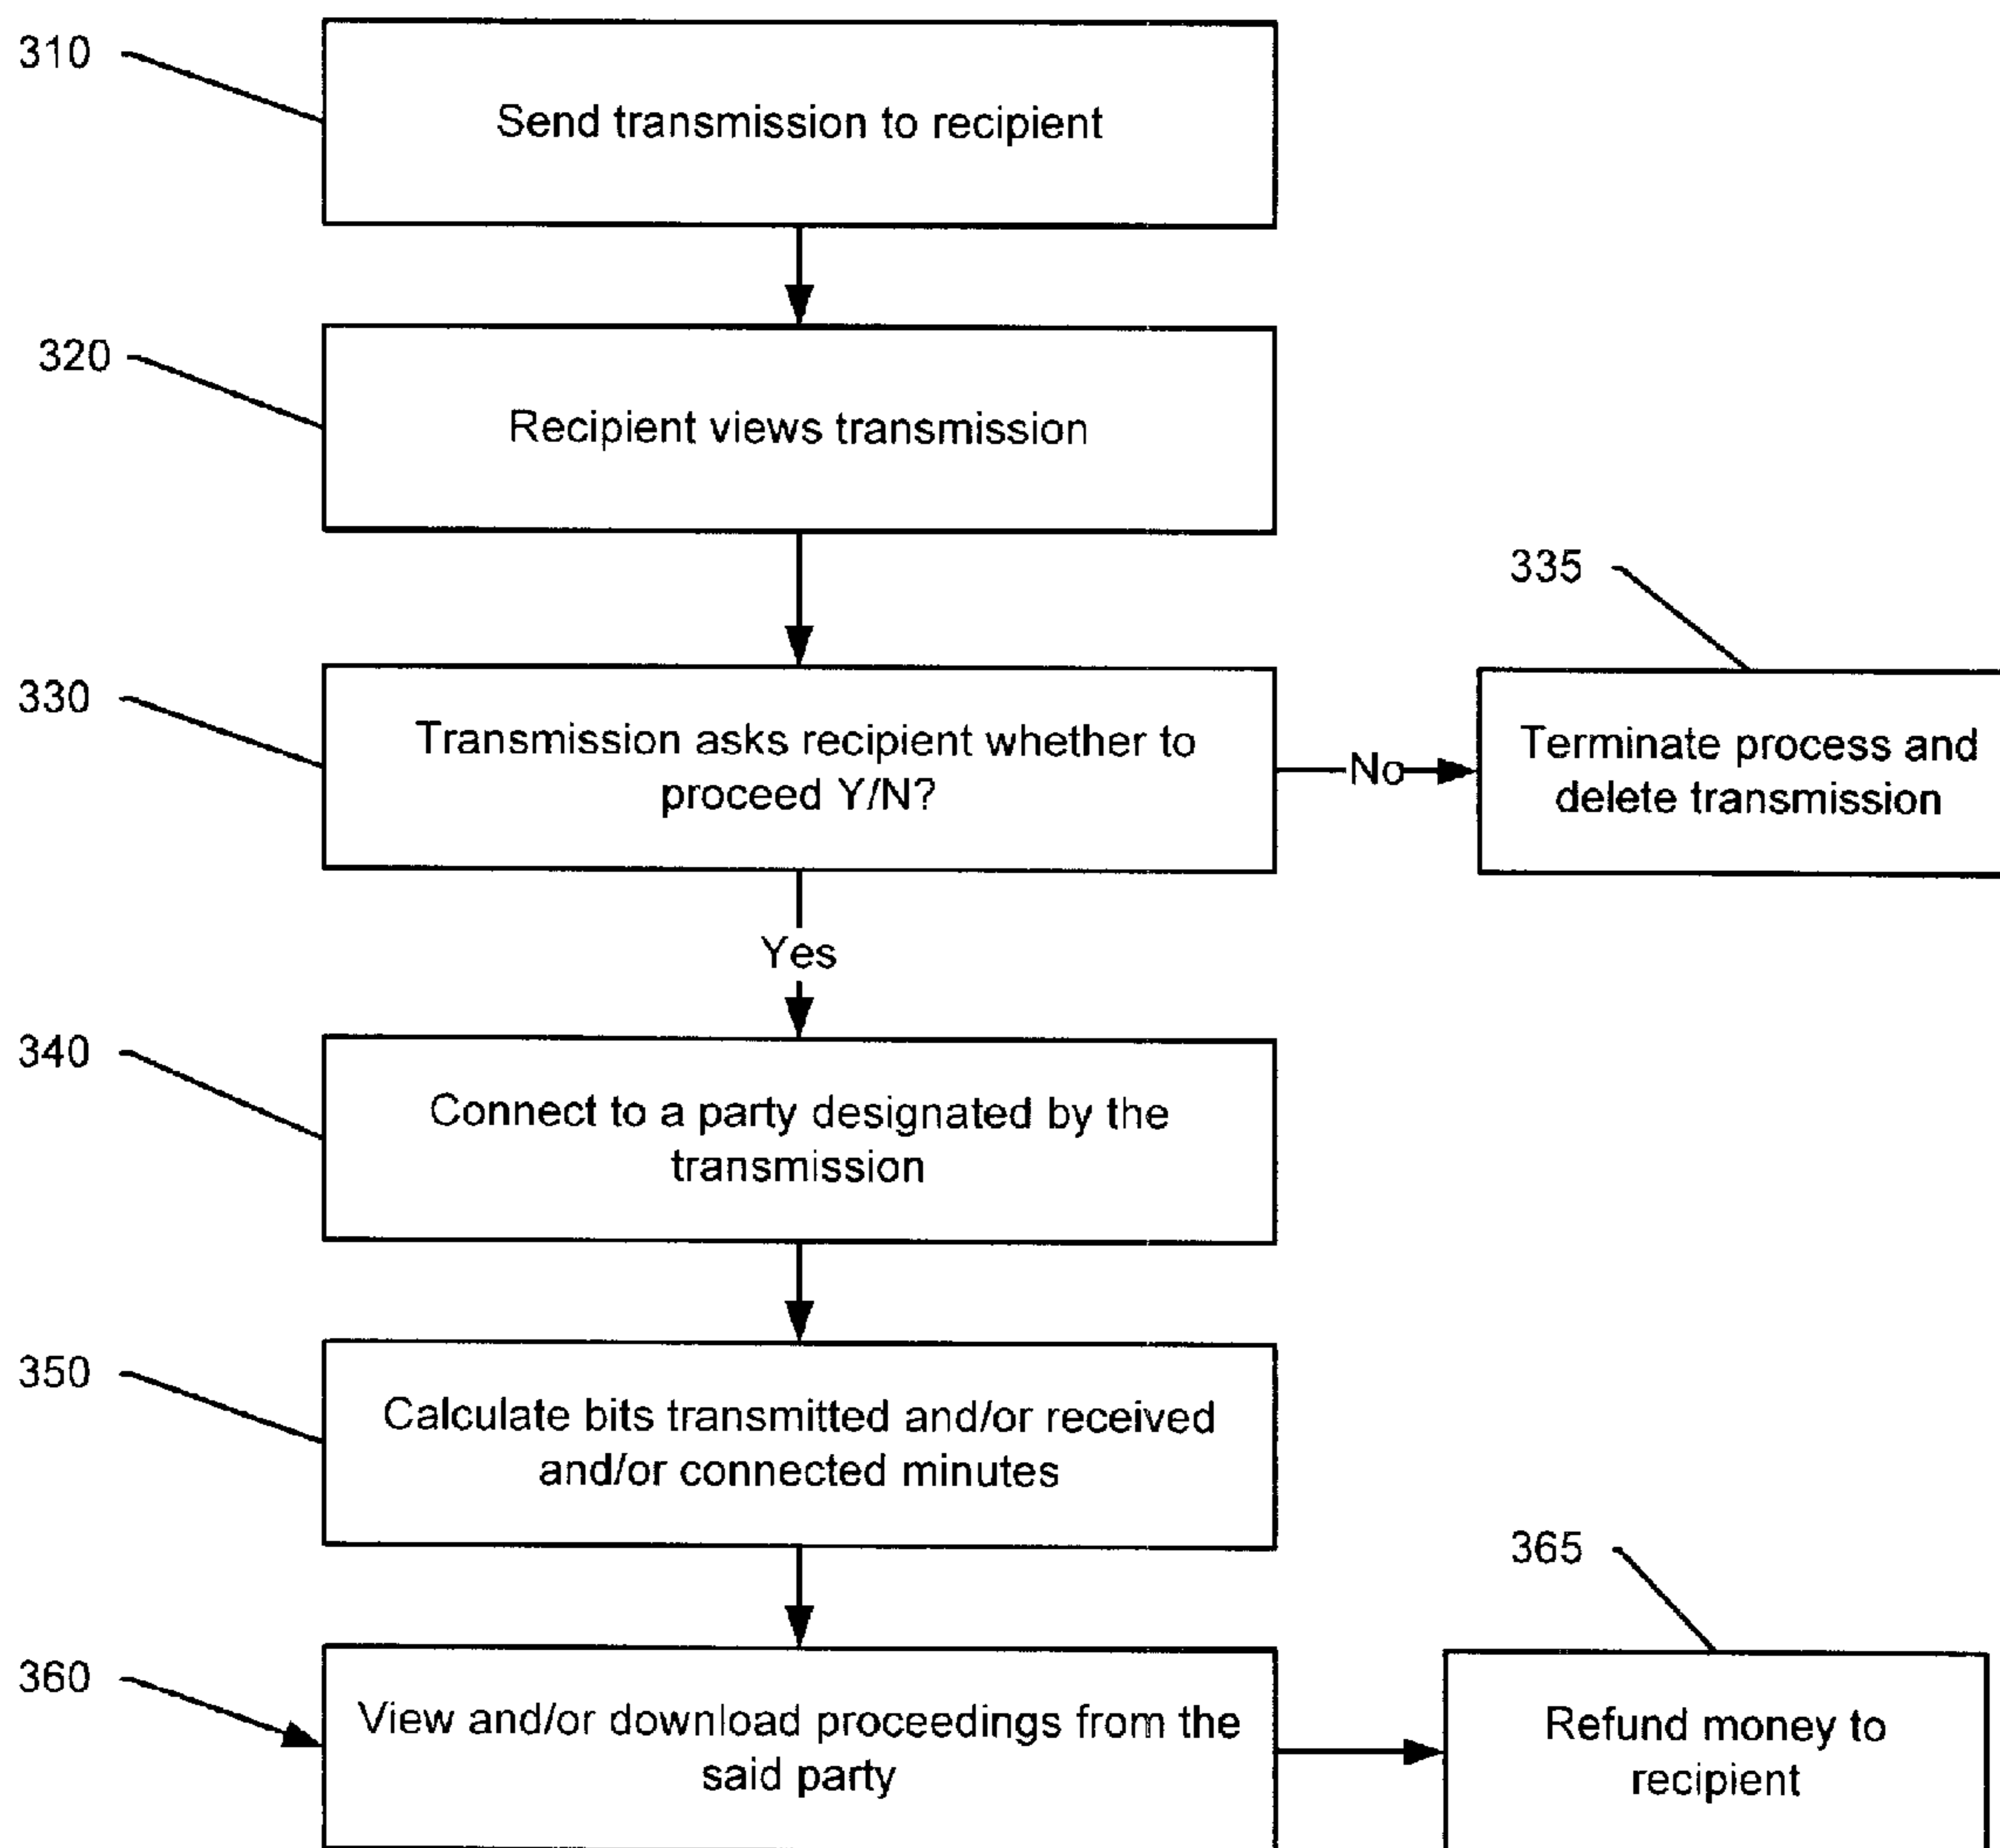 310
Send transmission to recipient
320
Recipient views transmission
335
330
Transmission asks recipient whether to
proceed Y/N?
No
Terminate process and
delete transmission
Yes
340
Connect to a party designated by the
transmission
350
Calculate bits transmitted and/or received
and/or connected minutes
365
360
View and/or download proceedings from the
said party
Refund money to
recipient